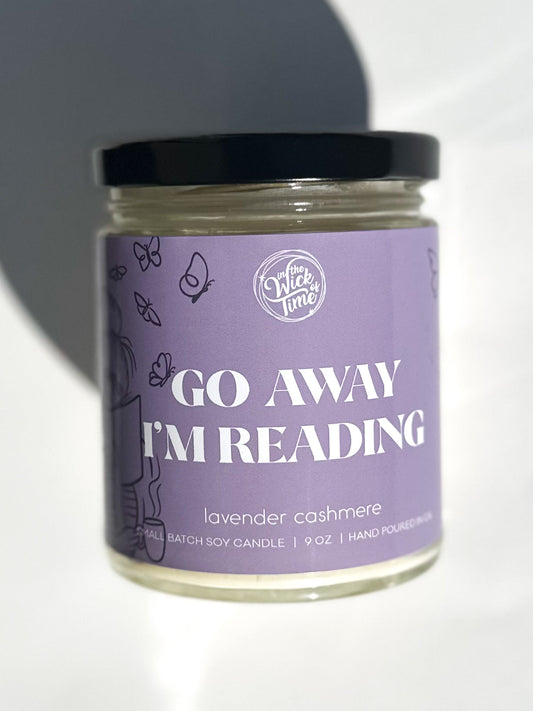 in the
Wick
of
Time
GO AWAY
I'M READING
lavender cashmere
SMALL BATCH SOY CANDLE | 9 OZ | HAND POURED IN